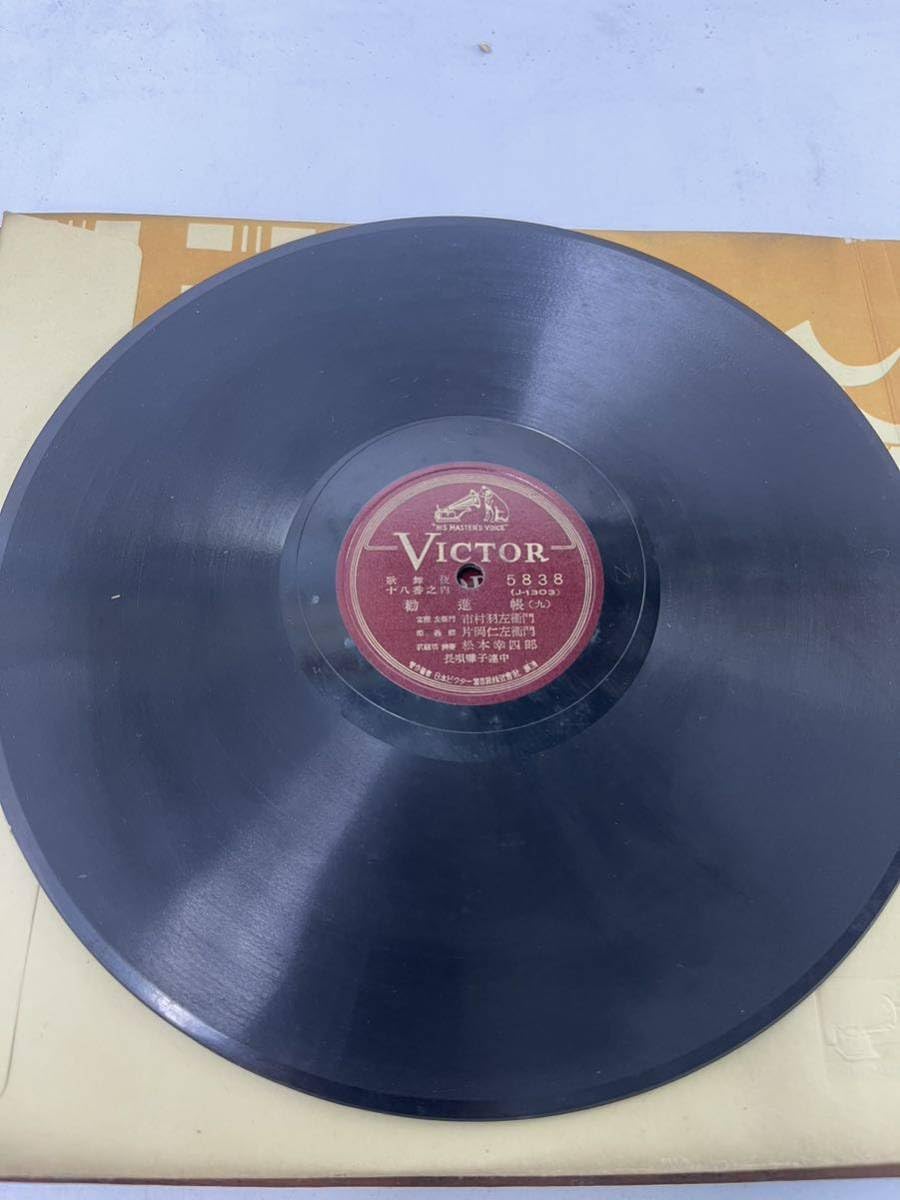 "HIS MASTER'S VOICE"
VICTOR
歌舞伎
十八番之内
5838
(J-1303)
勸進帳(九)
市村羽左衛門
片岡仁左衛門
松本幸四郎
長唄囃子連中